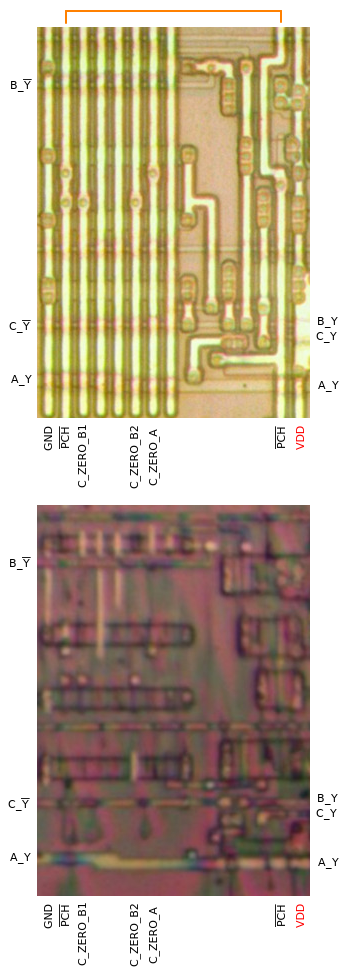 B_Y̅
C_Y̅
B_Y
C_Y
A_Y
A_Y
GND
P̅C̅H̅
C_ZERO_B1
C_ZERO_B2
C_ZERO_A
P̅C̅H̅
VDD
B_Y̅
C_Y̅
B_Y
C_Y
A_Y
A_Y
GND
P̅C̅H̅
C_ZERO_B1
C_ZERO_B2
C_ZERO_A
P̅C̅H̅
VDD